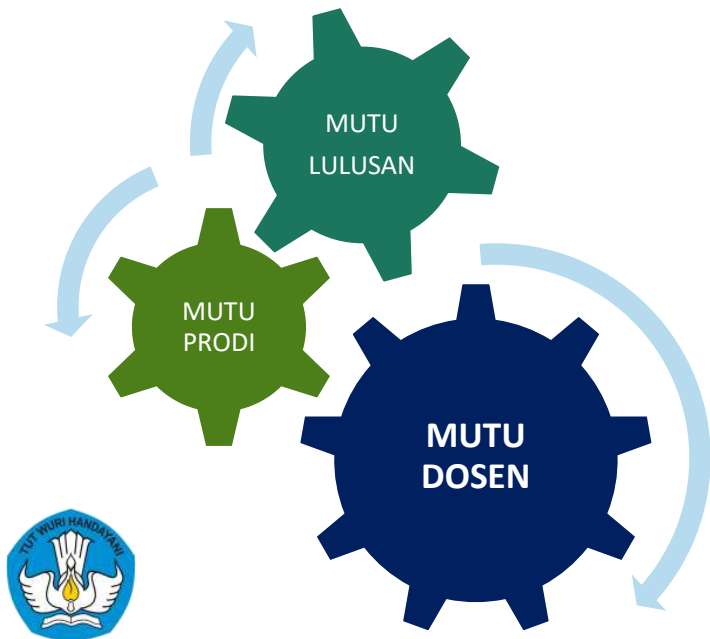 MUTU
LULUSAN
MUTU
PRODI
MUTU
DOSEN
TUT WURI HANDAYANI